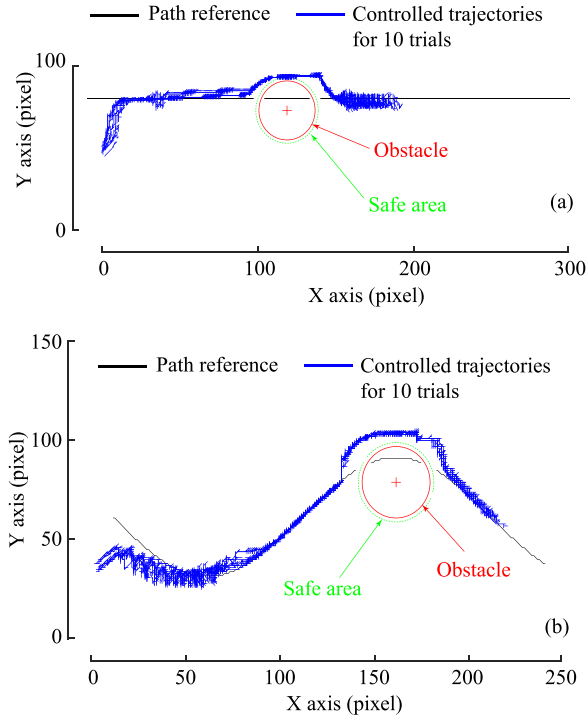 Path reference
Controlled trajectories
for 10 trials
100
0
Y axis (pixel)
Obstacle
Safe area
(a)
0
100
200
300
X axis (pixel)
150
100
50
0
Y axis (pixel)
Path reference
Controlled trajectories
for 10 trials
Safe area
Obstacle
(b)
0
50
100
150
200
250
X axis (pixel)